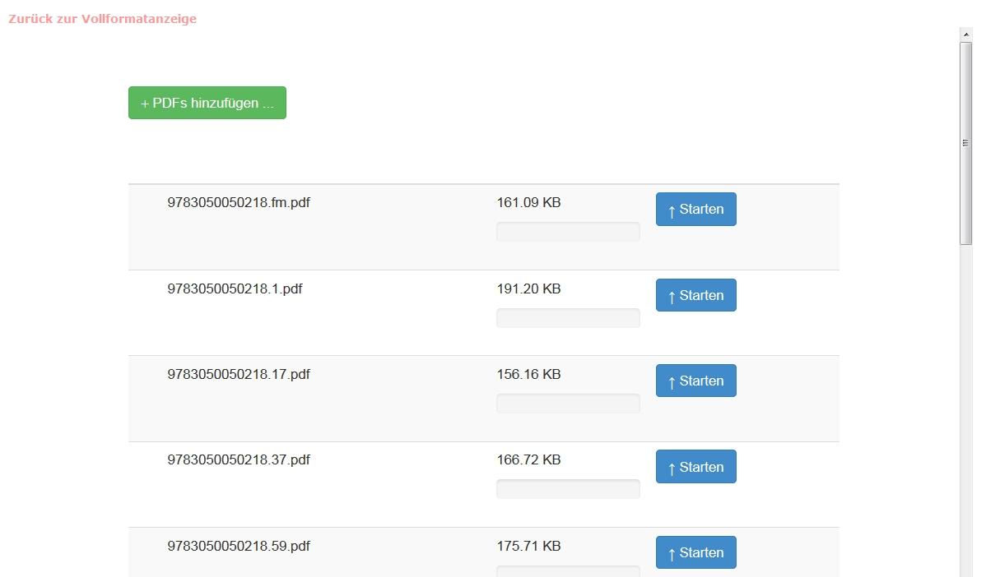 Zurück zur Vollformatanzeige
+ PDFs hinzufügen ...
9783050050218.fm.pdf 161.09 KB ↑ Starten
9783050050218.1.pdf 191.20 KB ↑ Starten
9783050050218.17.pdf 156.16 KB ↑ Starten
9783050050218.37.pdf 166.72 KB ↑ Starten
9783050050218.59.pdf 175.71 KB ↑ Starten